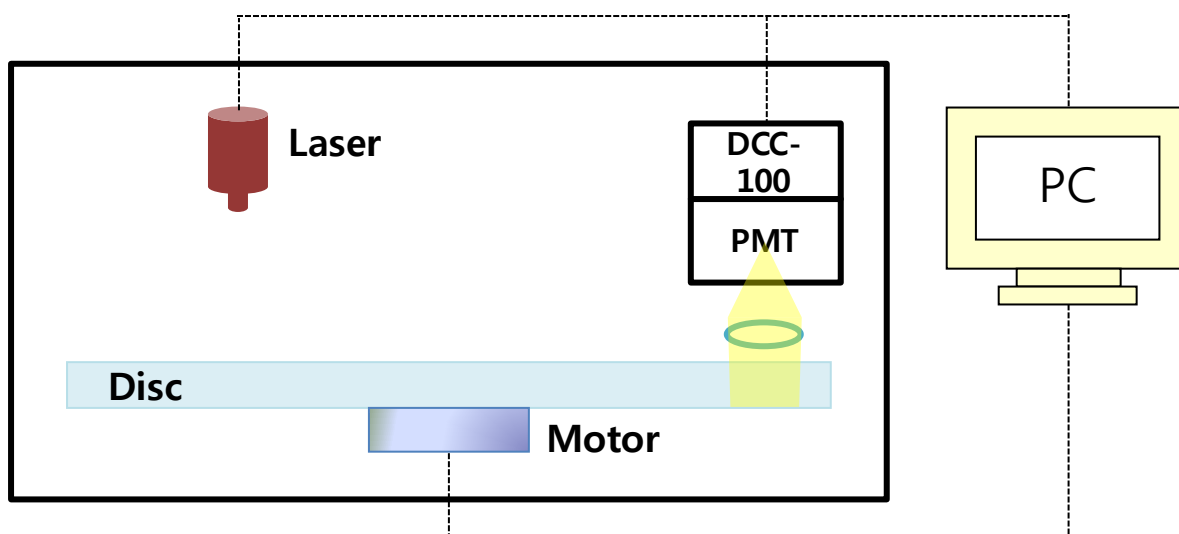 Laser
DCC-
100
PMT
PC
Disc
Motor